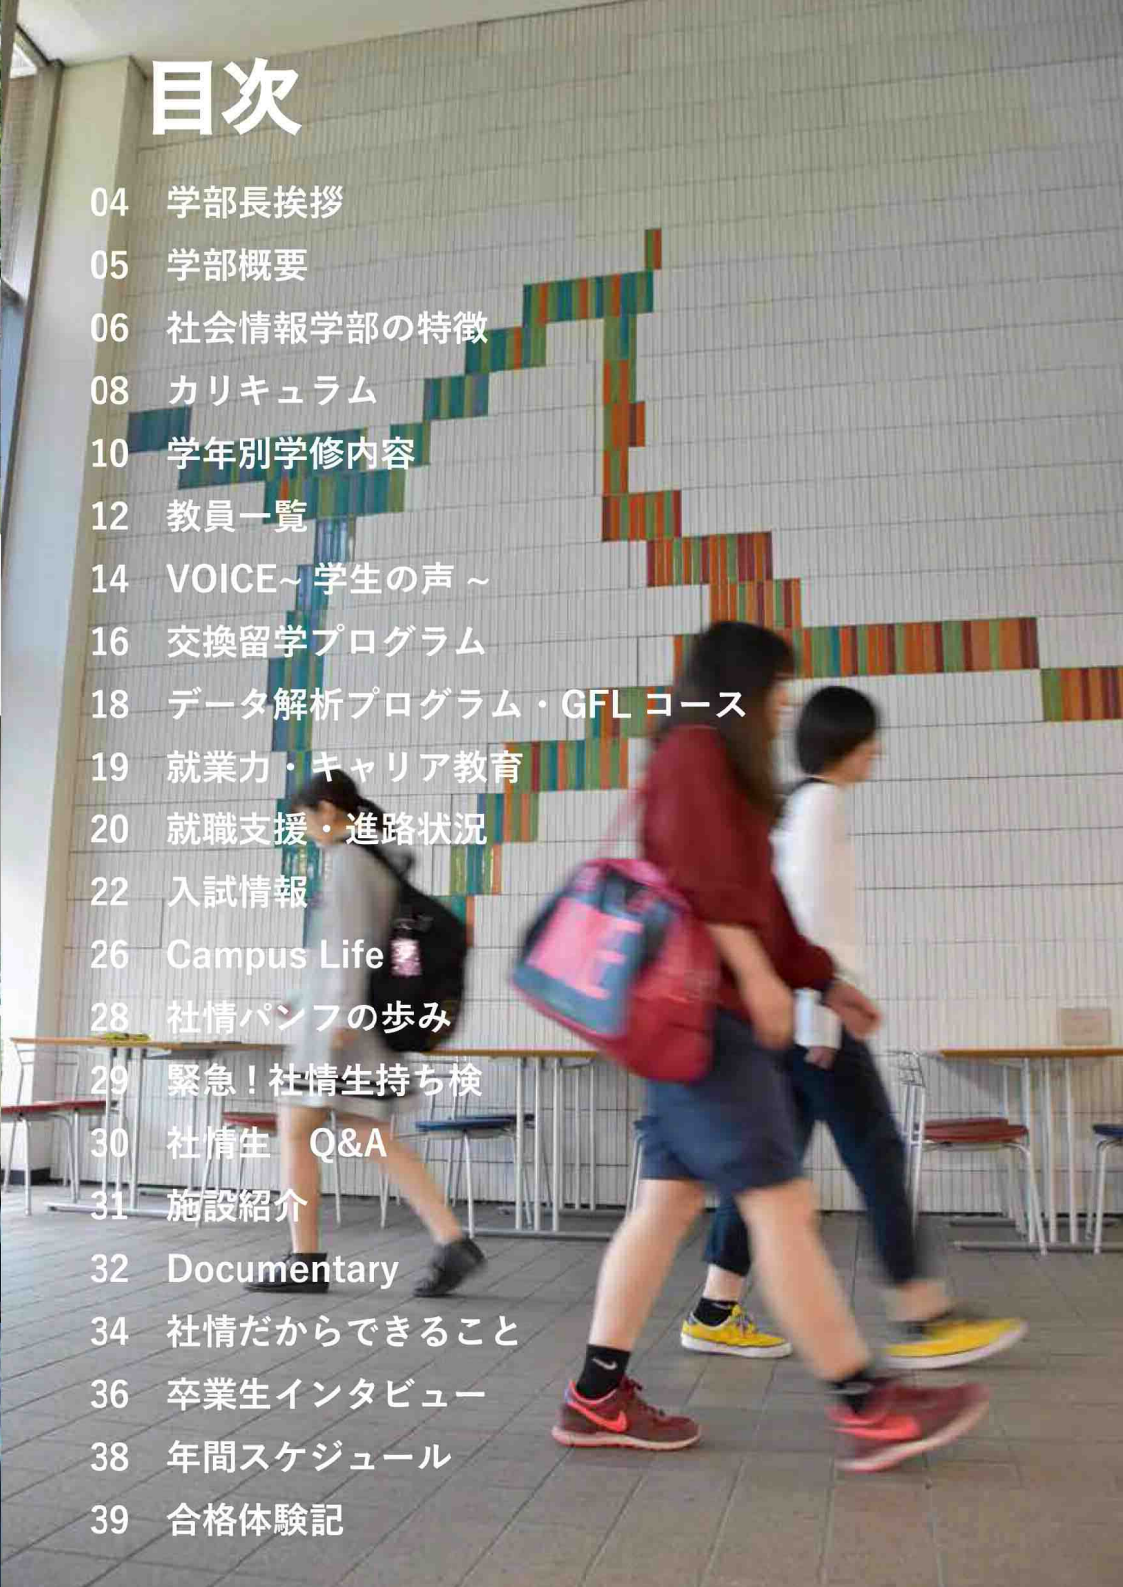 目次
04 学部長挨拶
05 学部概要
06 社会情報学部の特徴
08 カリキュラム
10 学年別学修内容
12 教員一覧
14 VOICE~ 学生の声 ~
16 交換留学プログラム
18 データ解析プログラム・GFL コース
19 就業力・キャリア教育
20 就職支援・進路状況
22 入試情報
26 Campus Life
28 社情パンフの歩み
29 緊急！社情生持ち検
30 社情生　Q&A
31 施設紹介
32 Documentary
34 社情だからできること
36 卒業生インタビュー
38 年間スケジュール
39 合格体験記